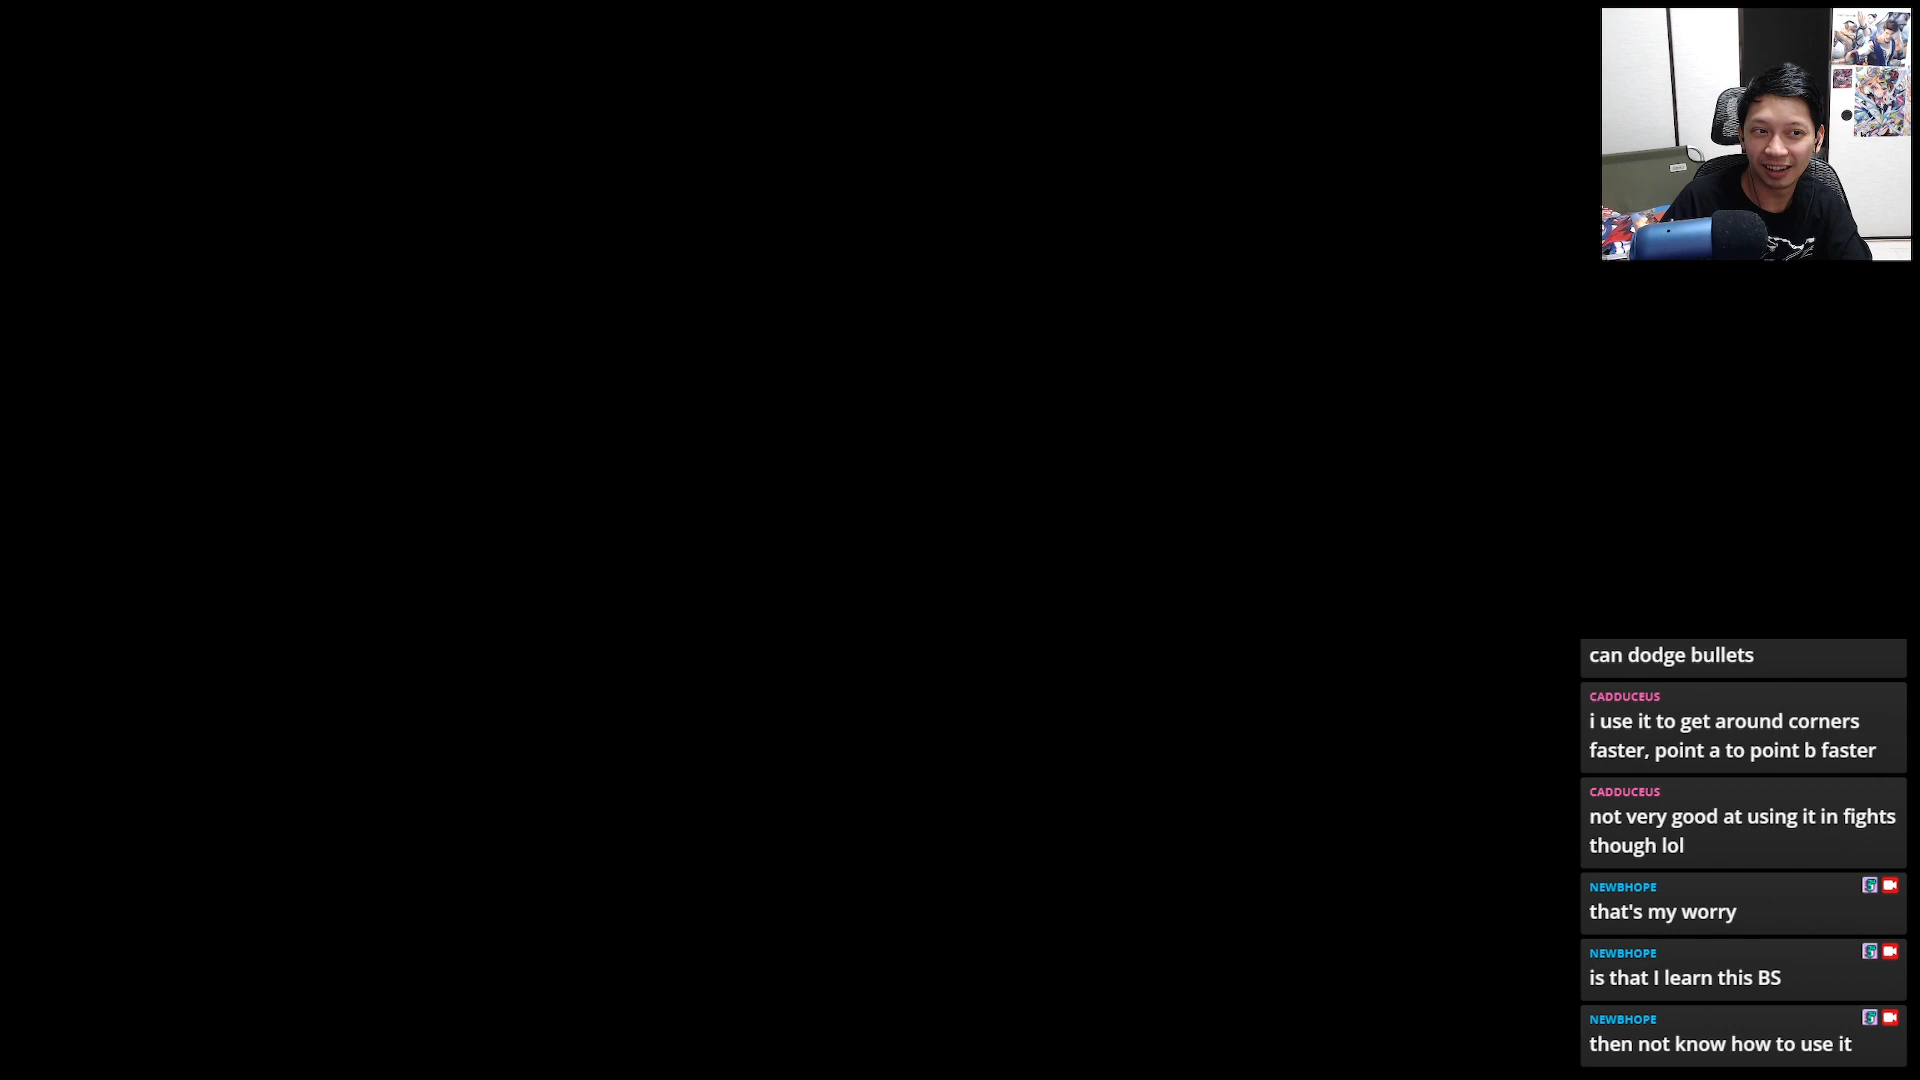 can dodge bullets
CADDUCEUS
i use it to get around corners
faster, point a to point b faster
CADDUCEUS
not very good at using it in fights
though lol
NEWBHOPE
that's my worry
NEWBHOPE
is that I learn this BS
NEWBHOPE
then not know how to use it